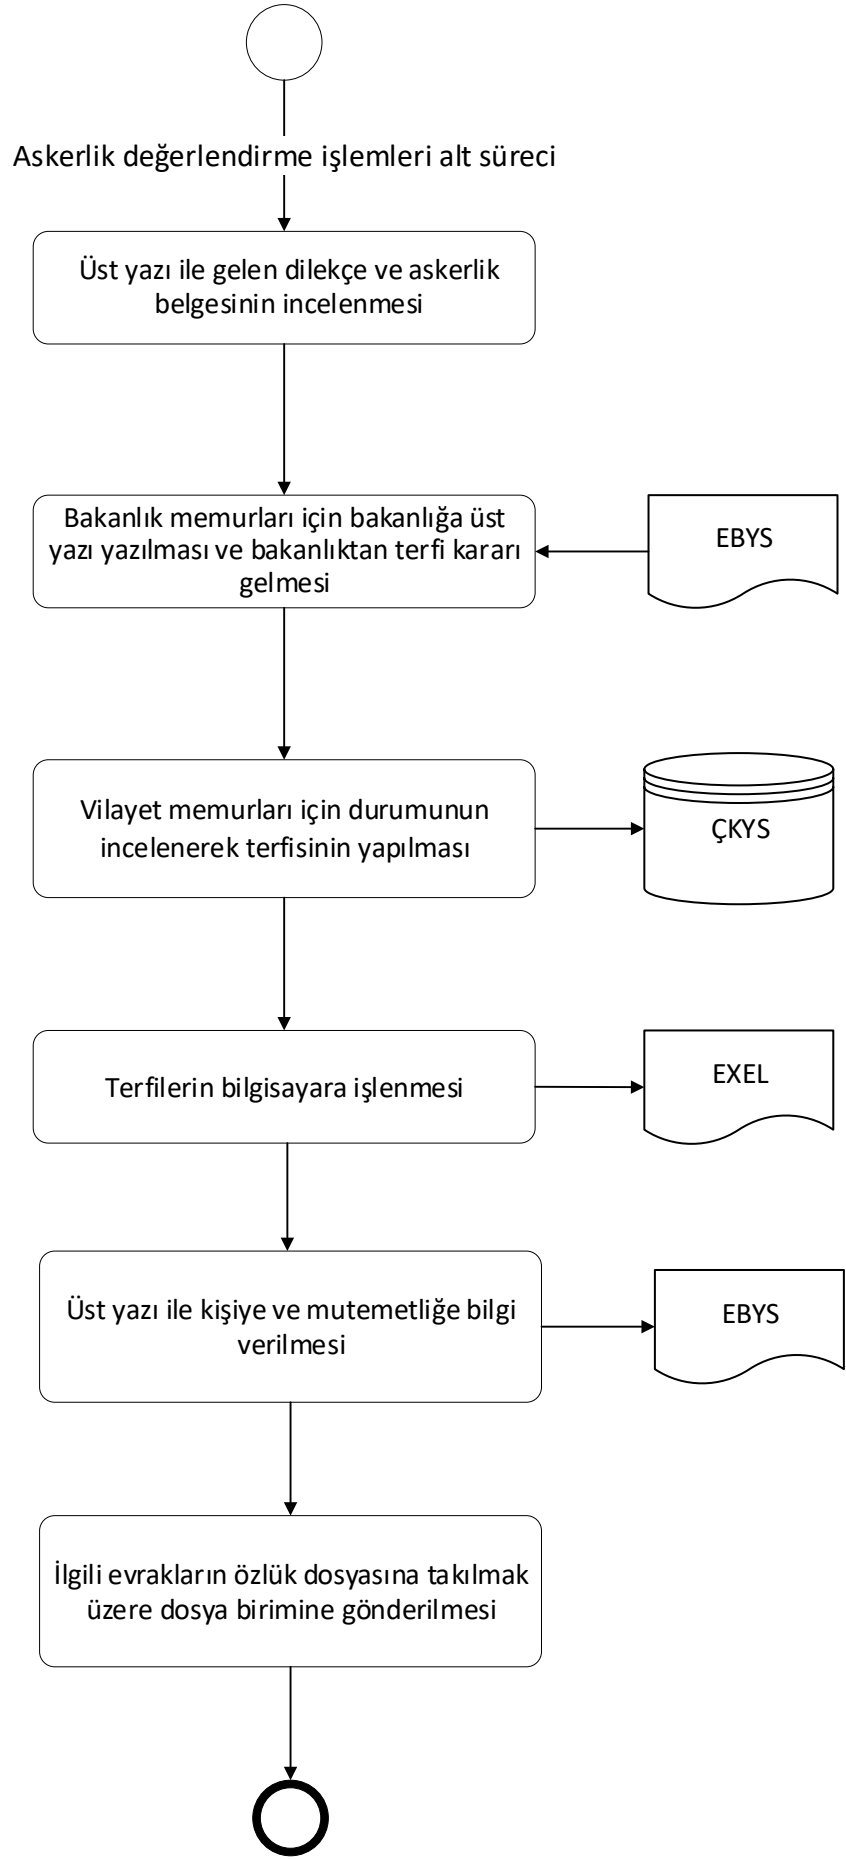 Askerlik değerlendirme işlemleri alt süreci
Üst yazı ile gelen dilekçe ve askerlik
belgesinin incelenmesi
Bakanlık memurları için bakanlığa üst
yazı yazılması ve bakanlıktan terfi kararı
gelmesi
EBYS
Vilayet memurları için durumunun
incelenerek terfisinin yapılması
ÇKYS
Terfilerin bilgisayara işlenmesi
EXEL
Üst yazı ile kişiye ve mutemetliğe bilgi
verilmesi
EBYS
İlgili evrakların özlük dosyasına takılmak
üzere dosya birimine gönderilmesi